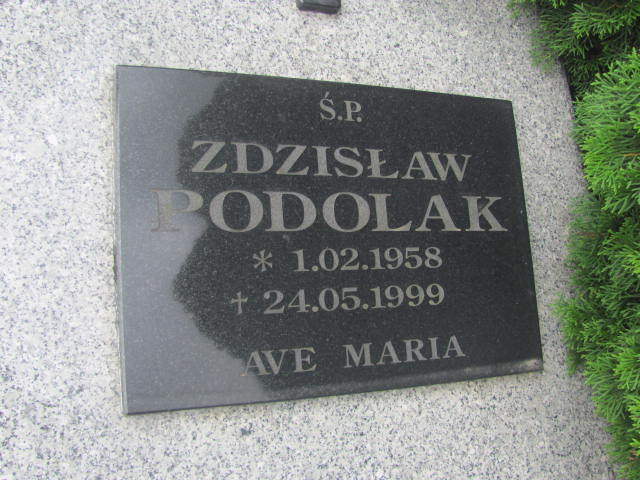 Ś.P.
ZDZISŁAW
PODOLAK
* 1.02.1958
† 24.05.1999
AVE MARIA